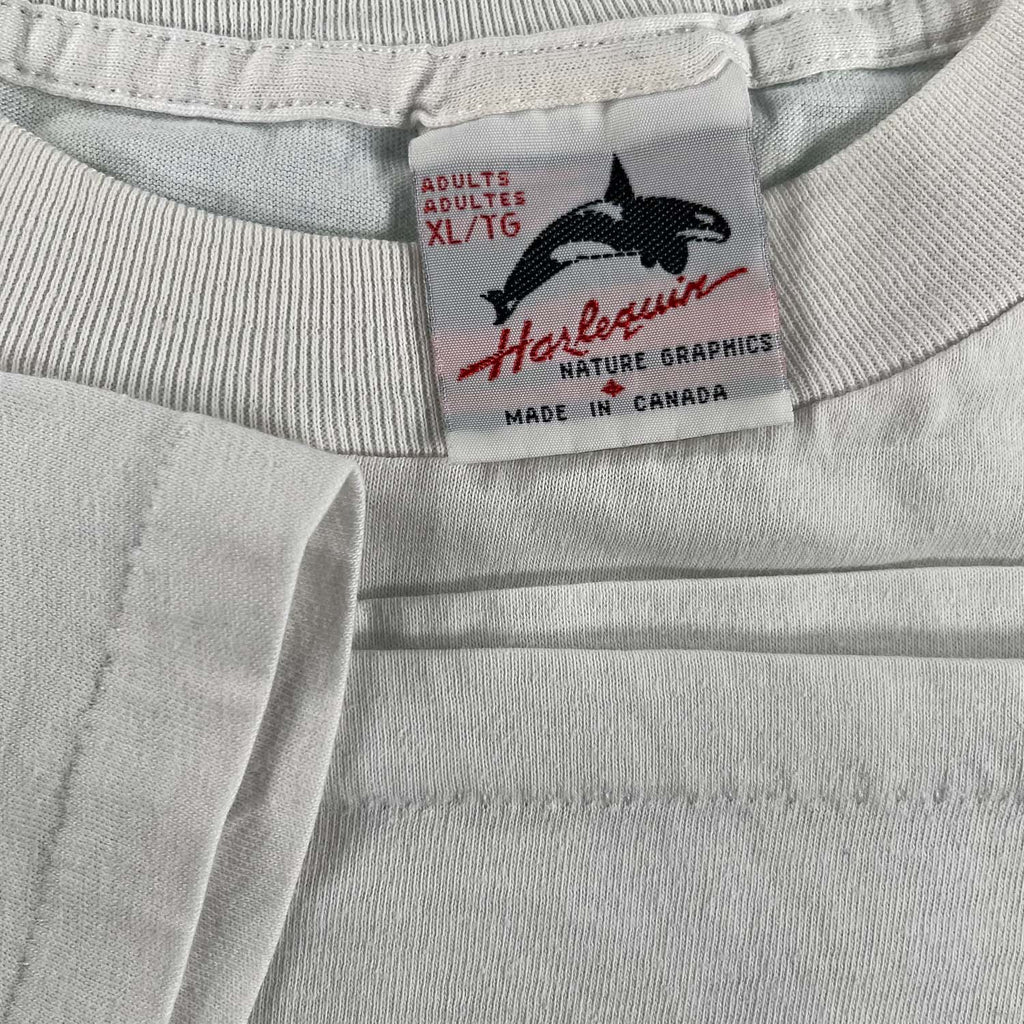 ADULTS
ADULTES
XL/TG
Harlequin
NATURE GRAPHICS
MADE IN CANADA